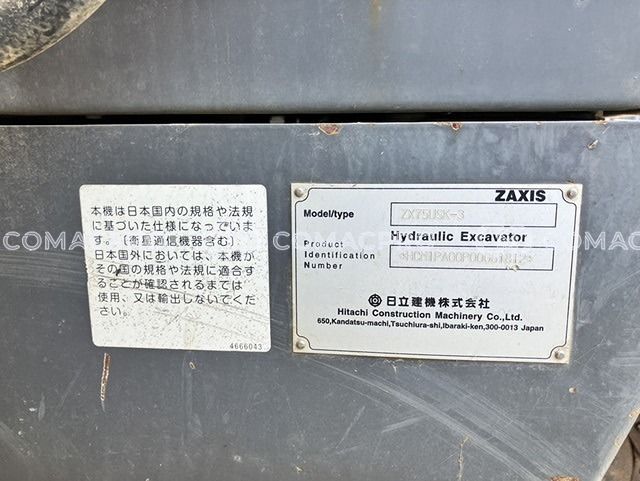 本機は日本国内の規格や法規
に基づいた仕様になっていま
す。〔衛星通信機器含む〕
日本国外においては、本機が
その国の規格や法規に適合す
ることが確認されるまでは
使用、又は輸出しないでくだ
さい。
4666043
ZAXIS
Model/type ZX75USK-3
Hydraulic Excavator
Product
Identification
Number
日立建機株式会社
Hitachi Construction Machinery Co.,Ltd.
650,Kandatsu-machi,Tsuchiura-shi,Ibaraki-ken,300-0013 Japan